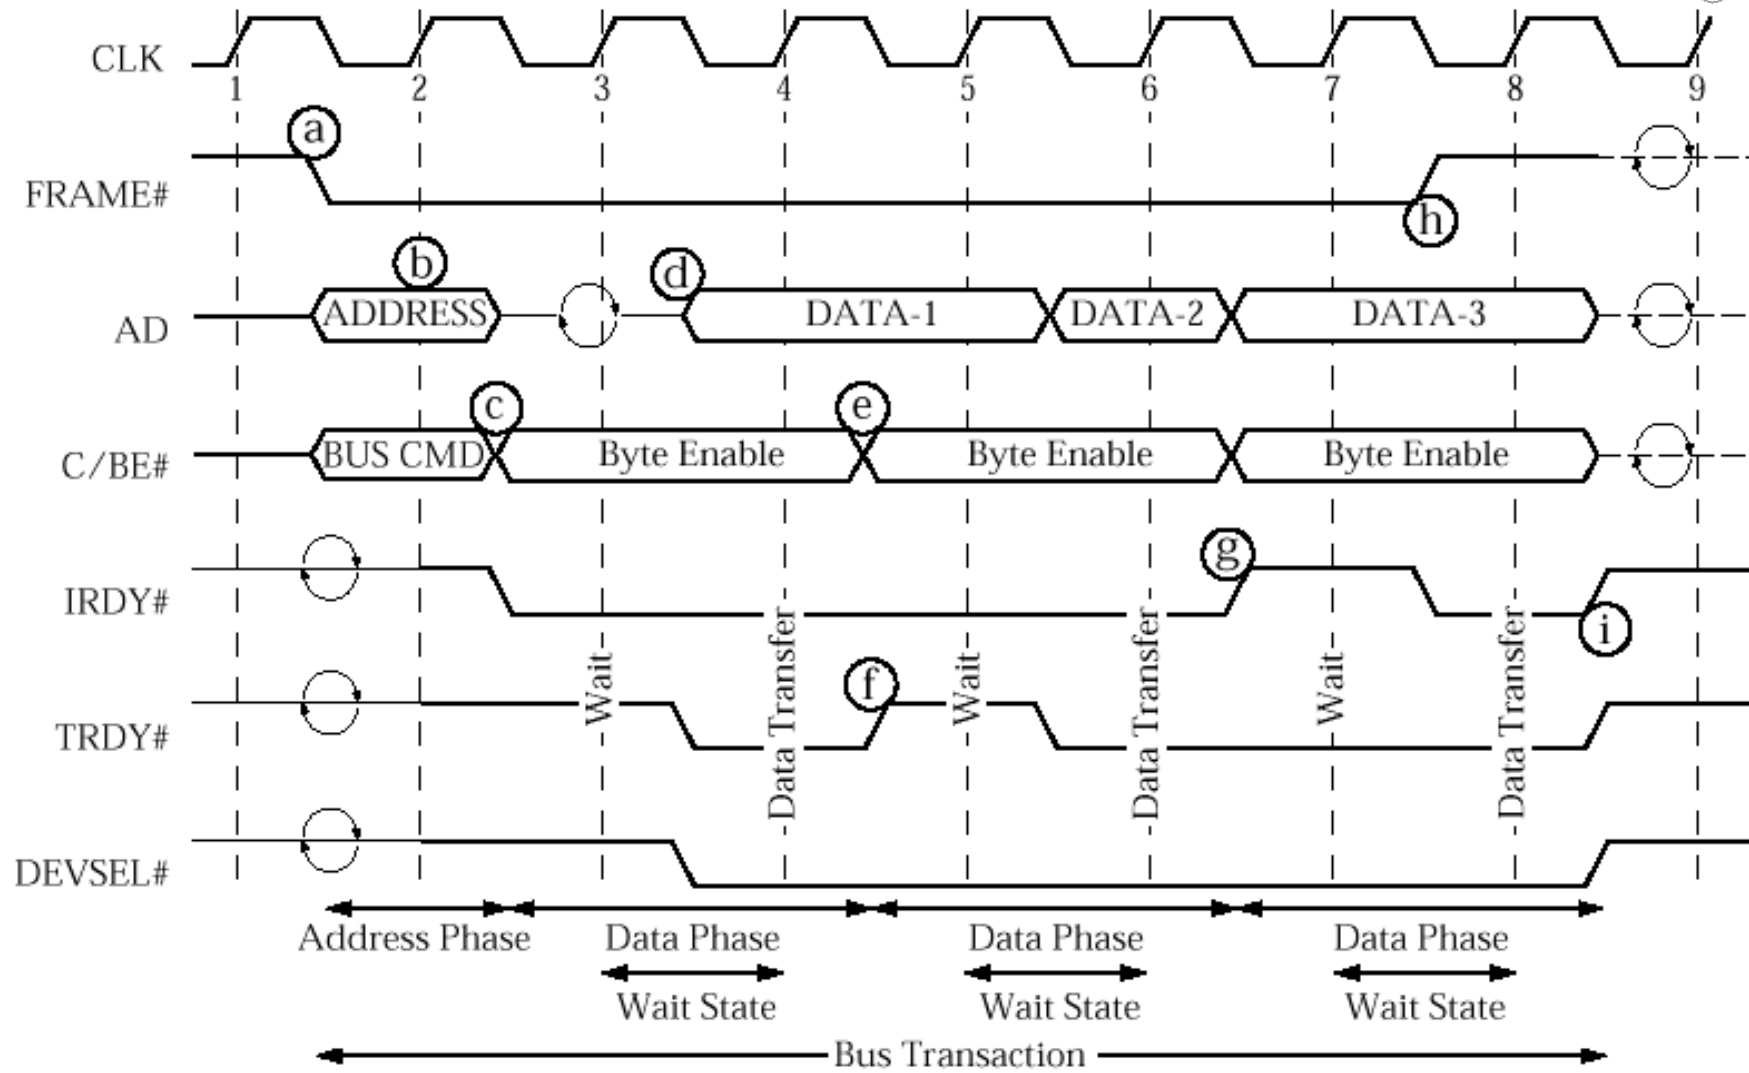 CLK
1 2 3 4 5 6 7 8 9
a
FRAME#
h
b
d
AD
ADDRESS DATA-1 DATA-2 DATA-3
c
e
C/BE#
BUS CMD Byte Enable Byte Enable Byte Enable
g
IRDY#
i
f
TRDY#
Wait
Data Transfer
Wait
Data Transfer
Wait
Data Transfer
DEVSEL#
Address Phase Data Phase Data Phase Data Phase
Wait State Wait State Wait State
Bus Transaction